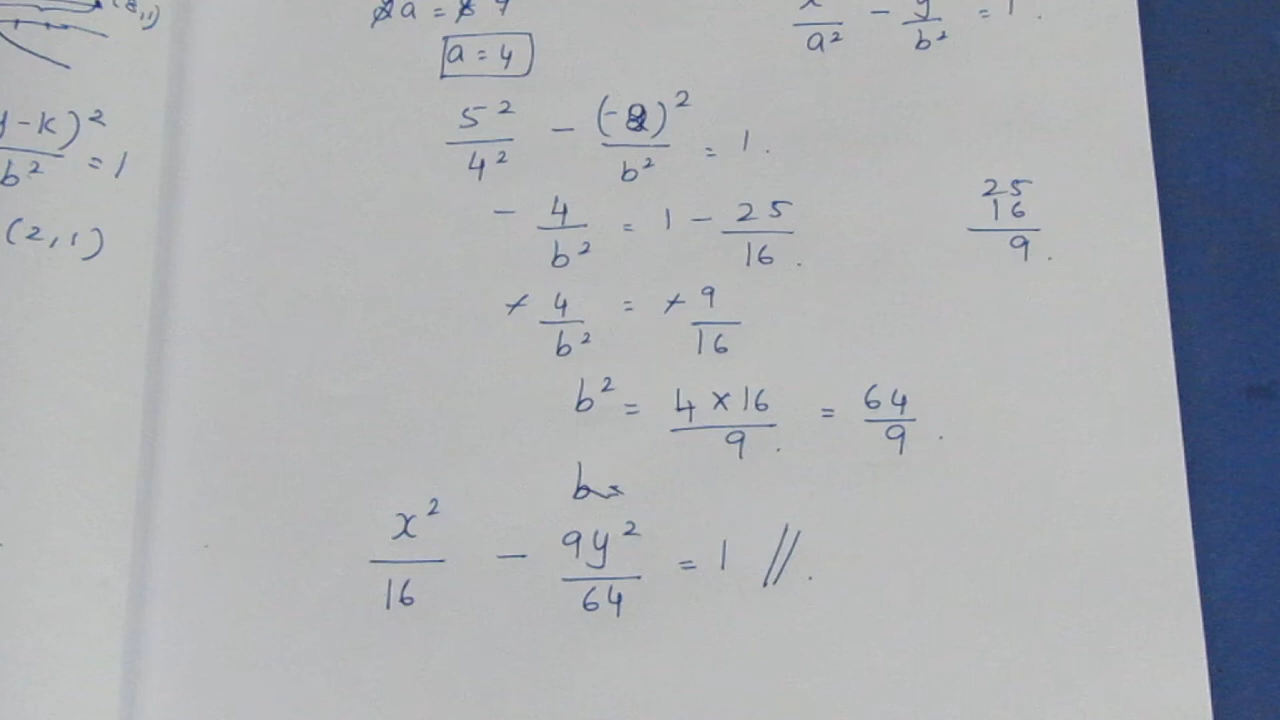 a = 4
x²/a² - y²/b² = 1.
5²/4² - (-2)²/b² = 1.
k)²/b² = 1
(2,1)
- 4/b² = 1 - 25/16.
25
16
9.
+ 4/b² = + 9/16
b² = 4 × 16/9. = 64/9.
b =
x²/16 - 9y²/64 = 1 //.